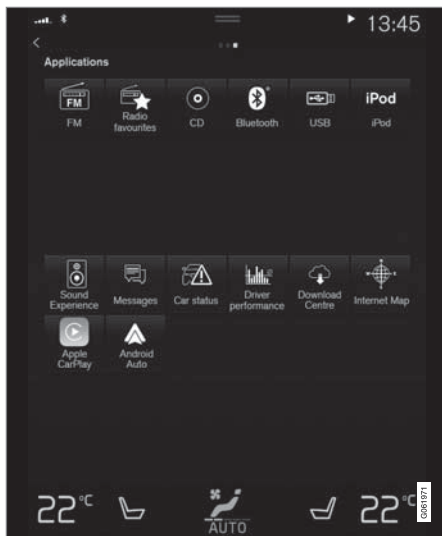 13:45
Applications
FM
iPod
FM
Radio
favourites
CD
Bluetooth
USB
iPod
Sound
Experience
Messages
Car status
Driver
performance
Download
Centre
Internet Map
Apple
CarPlay
Android
Auto
22°C
22°C
AUTO
G061971